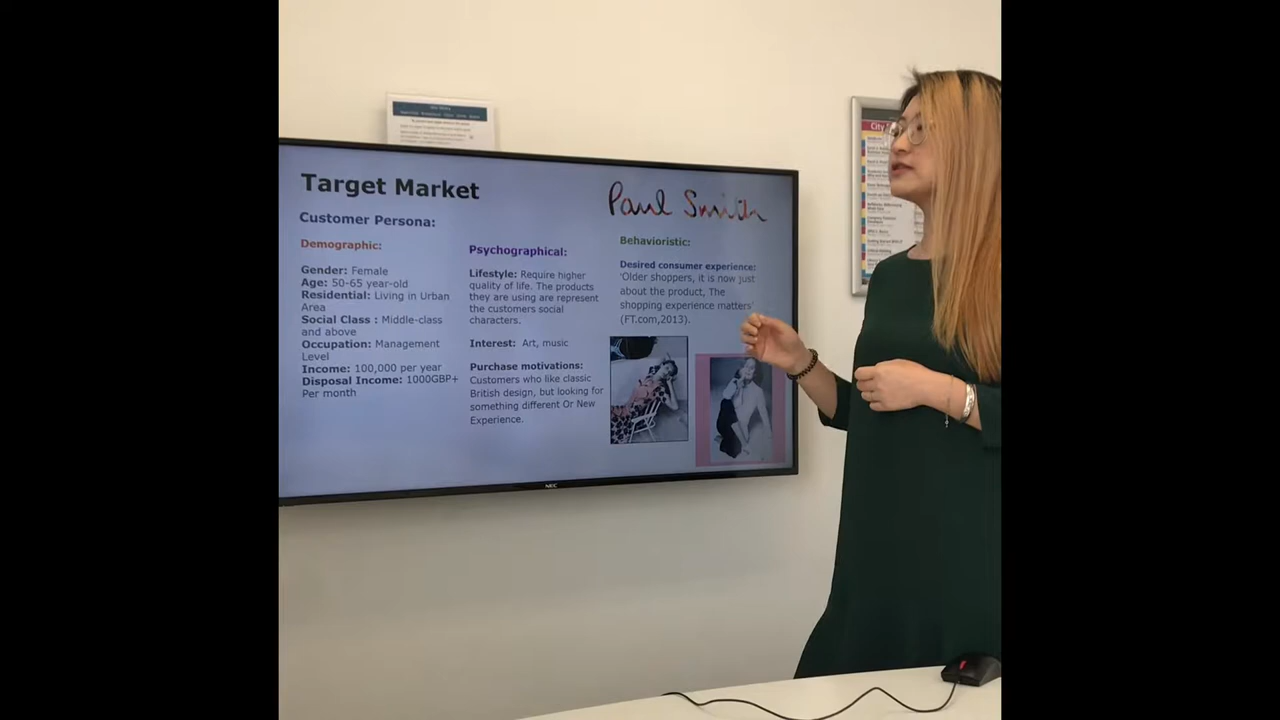 Target Market
Paul Smith
Customer Persona:
Demographic:
Gender: Female
Age: 50-65 year-old
Residential: Living in Urban
Area
Social Class : Middle-class
and above
Occupation: Management
Level
Income: 100,000 per year
Disposal Income: 1000GBP+
Per month
Psychographical:
Lifestyle: Require higher
quality of life. The products
they are using are represent
the customers social
characters.
Interest: Art, music
Purchase motivations:
Customers who like classic
British design, but looking for
something different Or New
Experience.
Behavioristic:
Desired consumer experience:
'Older shoppers, it is now just
about the product, The
shopping experience matters'
(FT.com,2013).
NEC
City